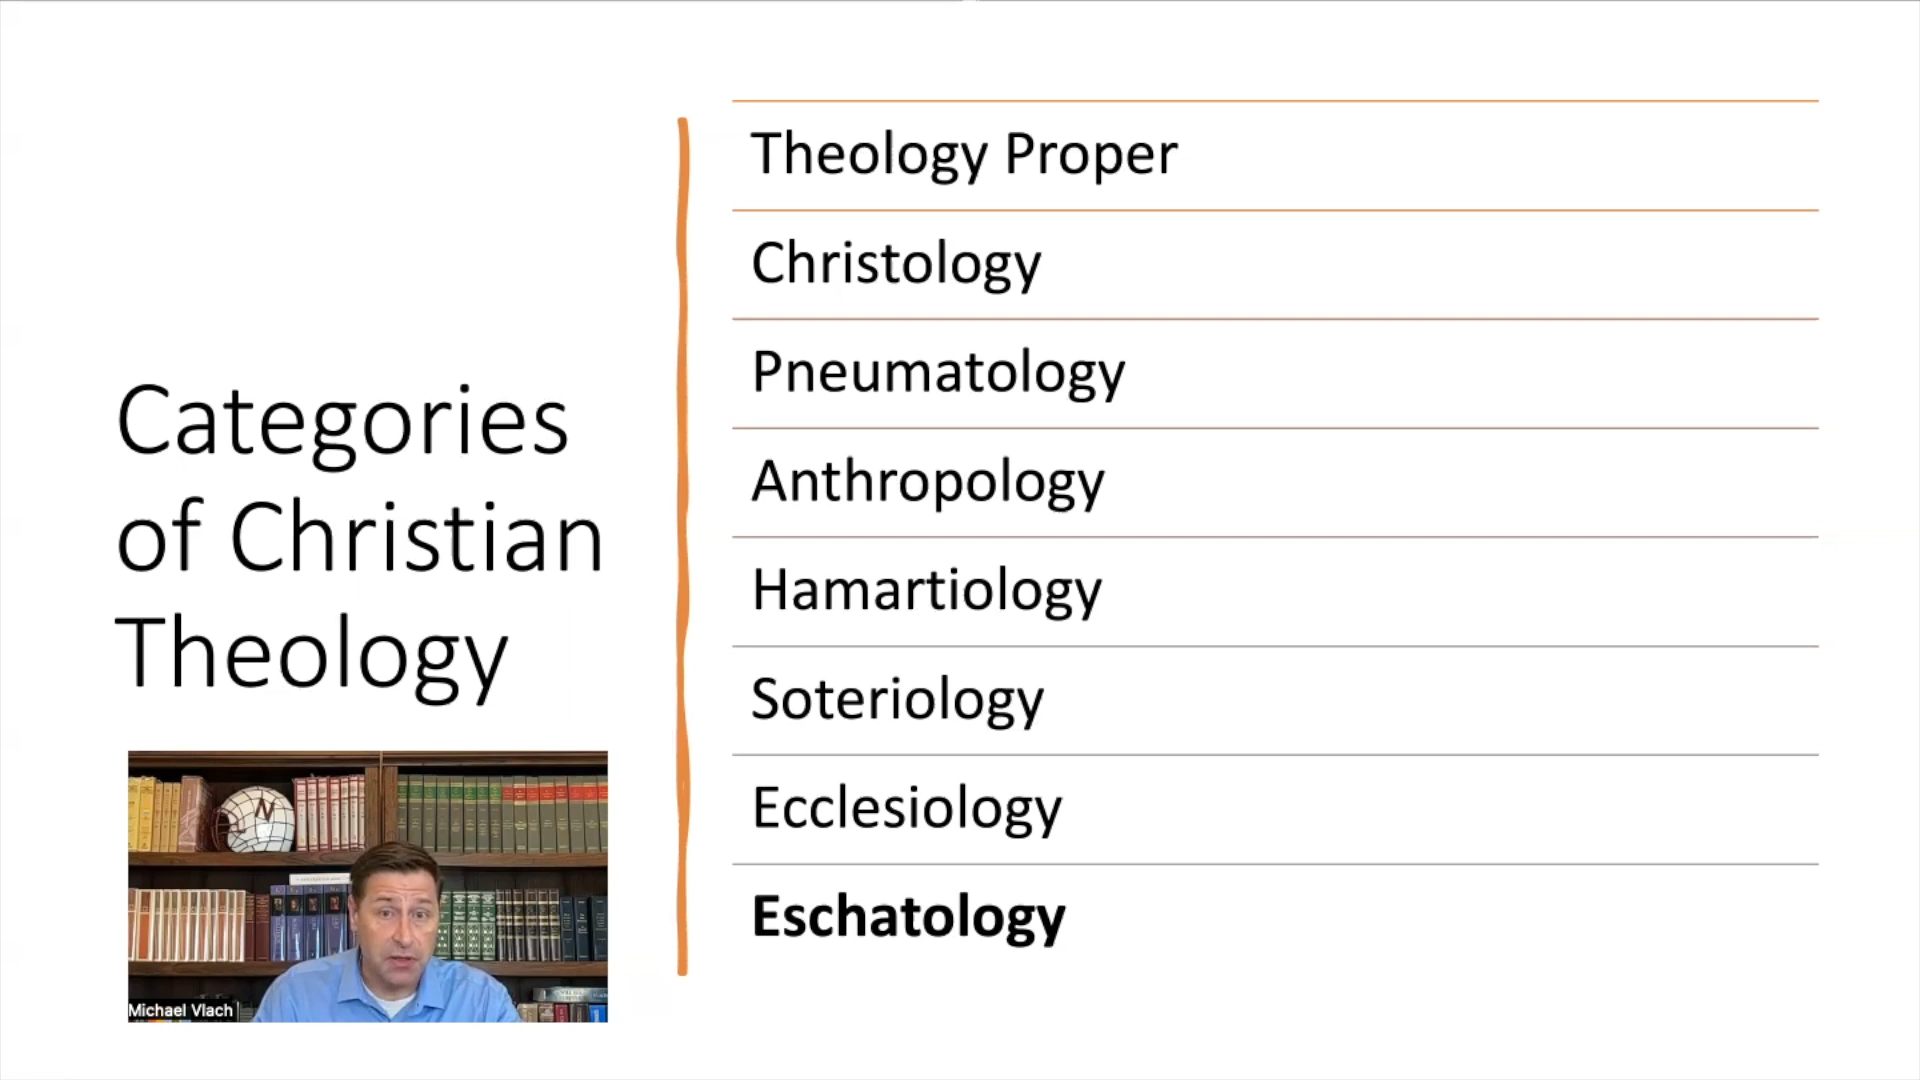 Categories
of Christian
Theology
Theology Proper
Christology
Pneumatology
Anthropology
Hamartiology
Soteriology
Ecclesiology
Eschatology
Michael Vlach
N